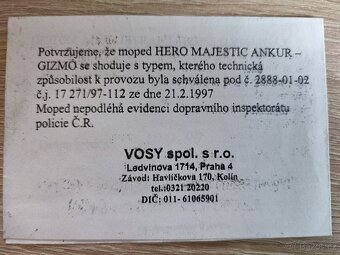 Potvrzujeme, že moped HERO MAJESTIC ANKUR –
GIZMO se shoduje s typem, kterého technická
způsobilost k provozu byla schválena pod č. 2888-01-02
č.j. 17 271/97-112 ze dne 21.2.1997
Moped nepodléhá evidenci dopravního inspektorátu
policie Č.R.
VOSY spol. s r.o.
Ledvinova 1714, Praha 4
Závod: Havlíčkova 170, Kolín
tel.:0321 20220
DIČ: 011- 61065901